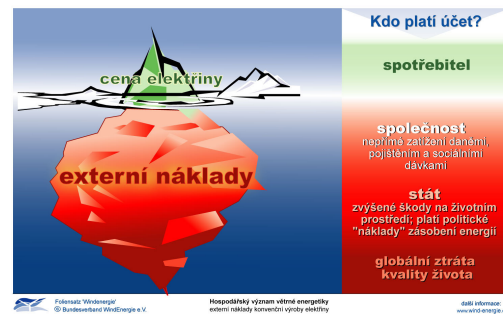 Kdo platí účet?
cena elektřiny
spotřebitel
externí náklady
společnost
nepřímé zatížení daněmi,
pojištěním a sociálními
dávkami
stát
zvýšené škody na životním
prostředí; platí politické
"náklady" zásobení energií
globální ztráta
kvality života
Foliensatz 'Windenergie'
© Bundesverband WindEnergie e.V.
Hospodářský význam větrné energetiky
externí náklady konvenční výroby elektřiny
další informace:
www.wind-energie.